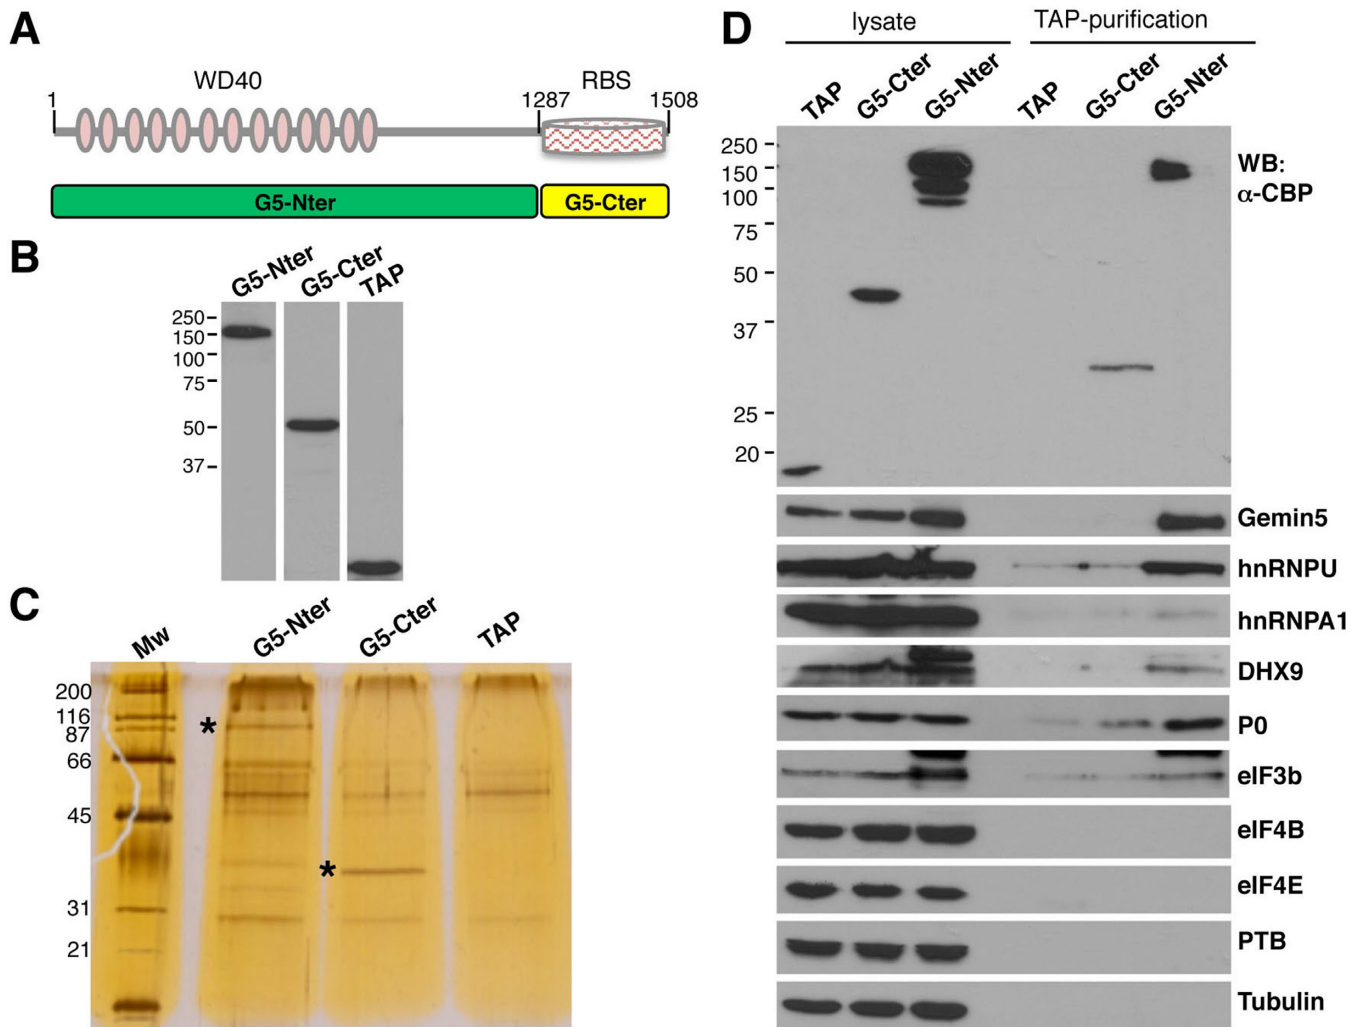 A
WD40
RBS
1
1287
1508
G5-Nter
G5-Cter
B
G5-Nter
G5-Cter
TAP
250
150
100
75
50
37
C
Mw
G5-Nter
G5-Cter
TAP
200
116
87
66
45
31
21
*
*
D
lysate
TAP-purification
TAP
G5-Cter
G5-Nter
TAP
G5-Cter
G5-Nter
250
150
100
75
50
37
25
20
WB:
α-CBP
Gemin5
hnRNPU
hnRNPA1
DHX9
P0
eIF3b
eIF4B
eIF4E
PTB
Tubulin